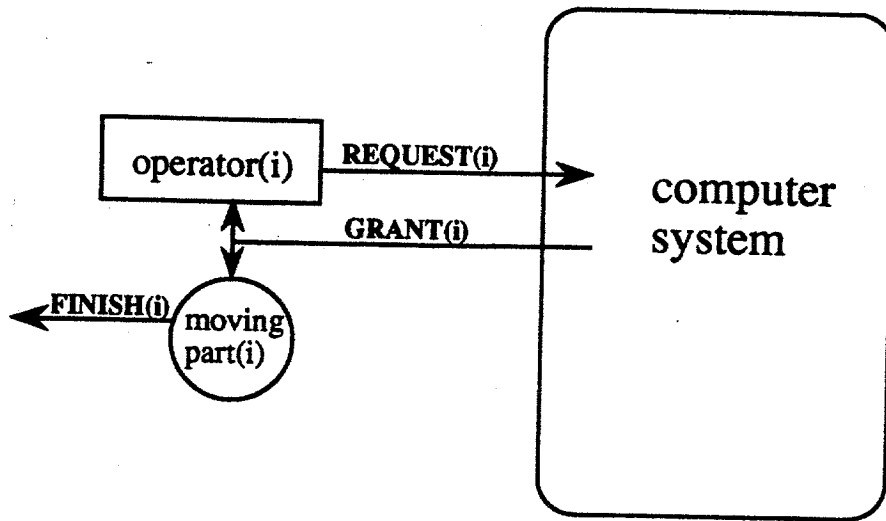 operator(i)
REQUEST(i)
computer
system
GRANT(i)
FINISH(i)
moving
part(i)